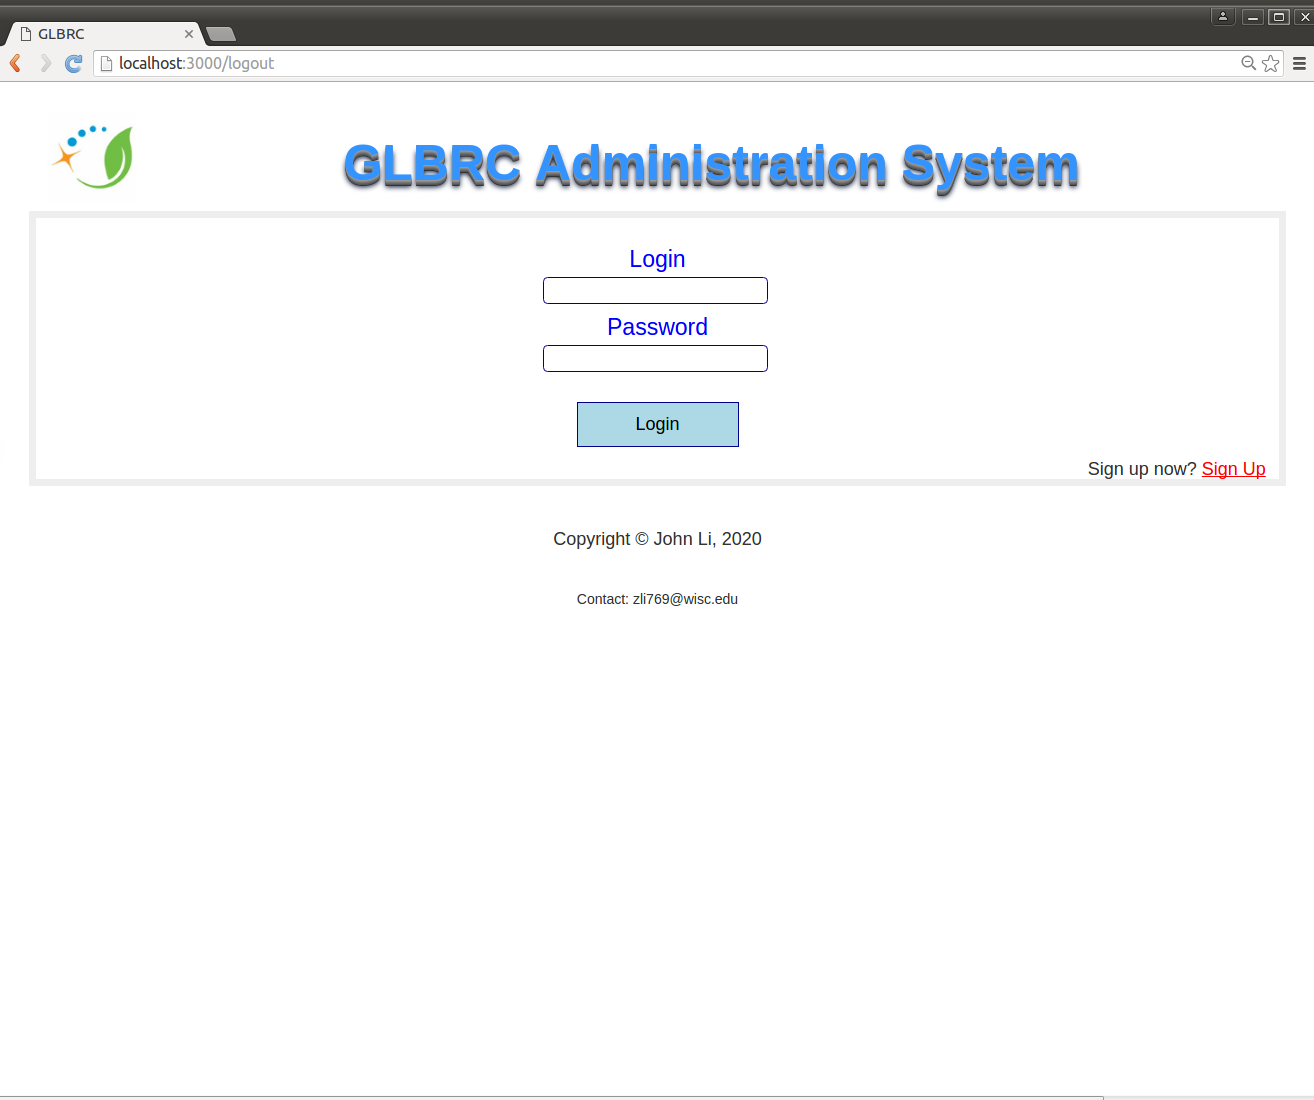 GLBRC
localhost:3000/logout
GLBRC Administration System
Login
Password
Login
Sign up now? Sign Up
Copyright © John Li, 2020
Contact: zli769@wisc.edu